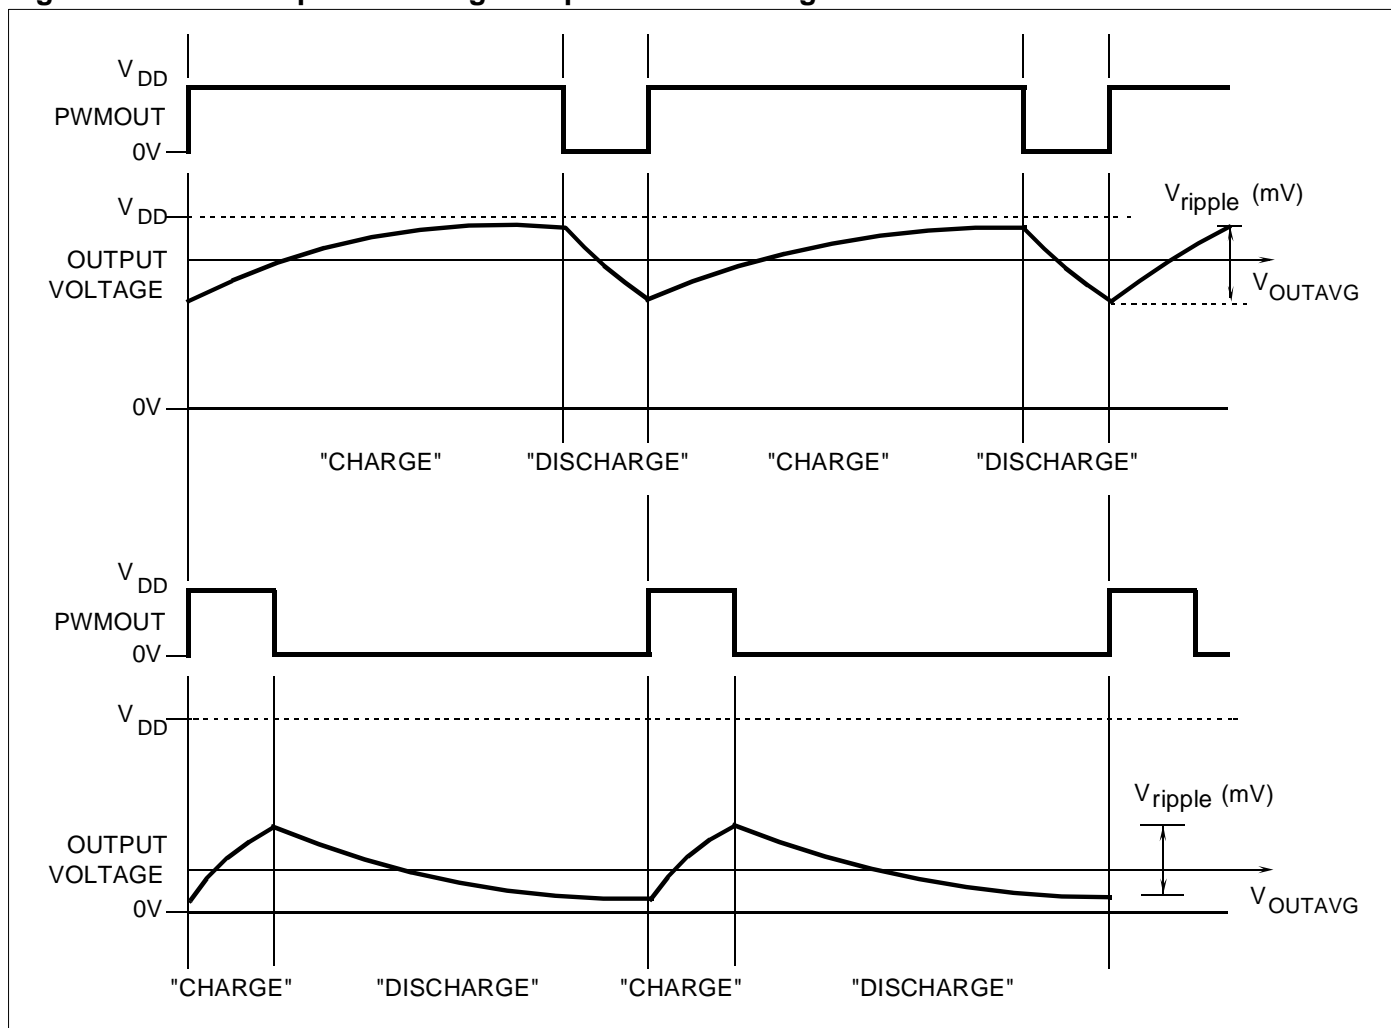 V DD
PWMOUT
0V
V DD
V ripple (mV)
OUTPUT
VOLTAGE
V OUTAVG
0V
"CHARGE" "DISCHARGE" "CHARGE" "DISCHARGE"
V DD
PWMOUT
0V
V DD
V ripple (mV)
OUTPUT
VOLTAGE
V OUTAVG
0V
"CHARGE" "DISCHARGE" "CHARGE" "DISCHARGE"